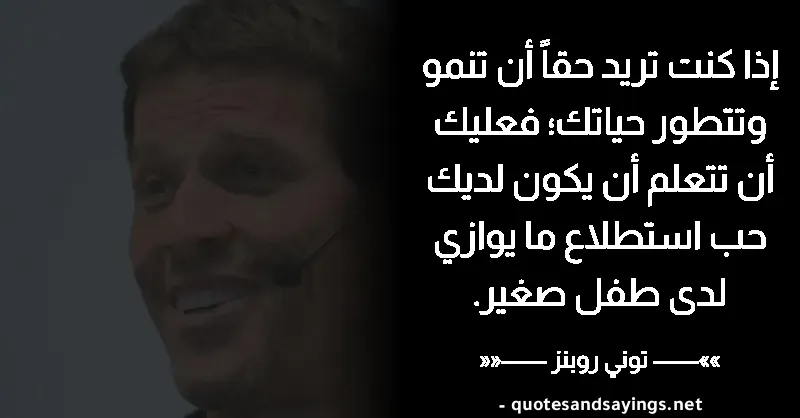 إذا كنت تريد حقاً أن تنمو
وتتطور حياتك؛ فعليك
أن تتعلم أن يكون لديك
حب استطلاع ما يوازي
لدى طفل صغير.
»»—— توني روبنز ——««
- quotesandsayings.net